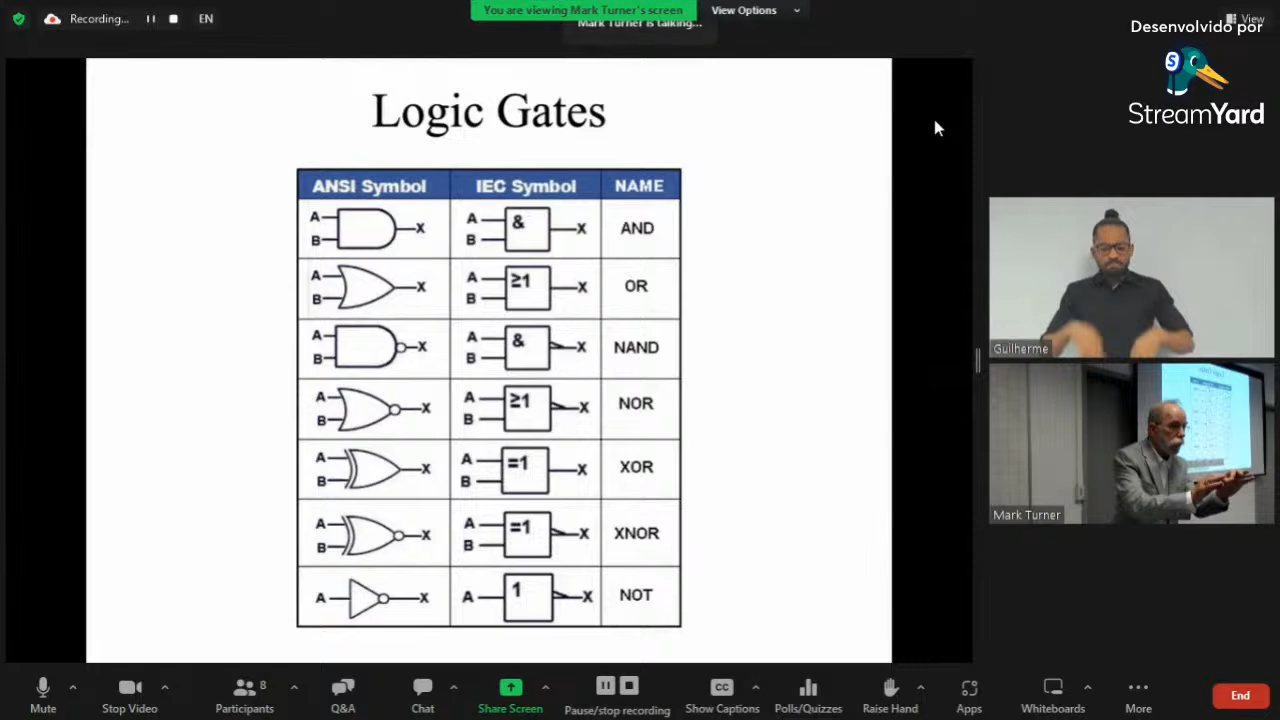 You are viewing Mark Turner's screen
View Options
Recording...
EN
Mark Turner is talking...
View
Desenvolvido por
S
StreamYard
Logic Gates
ANSI Symbol IEC Symbol NAME
A B X A B & X AND
A B X A B ≥1 X OR
A B X A B & X NAND
A B X A B ≥1 X NOR
A B X A B =1 X XOR
A B X A B =1 X XNOR
A X A 1 X NOT
Guilherme
Mark Turner
8
CC
Mute
Stop Video
Participants
Q&A
Chat
Share Screen
Pause/stop recording
Show Captions
Polls/Quizzes
Raise Hand
Apps
Whiteboards
More
End